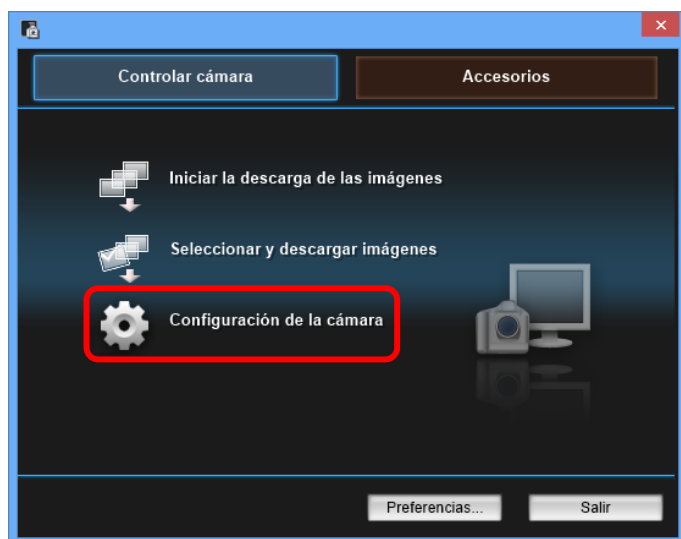 Controlar cámara
Accesorios
Iniciar la descarga de las imágenes
Seleccionar y descargar imágenes
Configuración de la cámara
Preferencias...
Salir